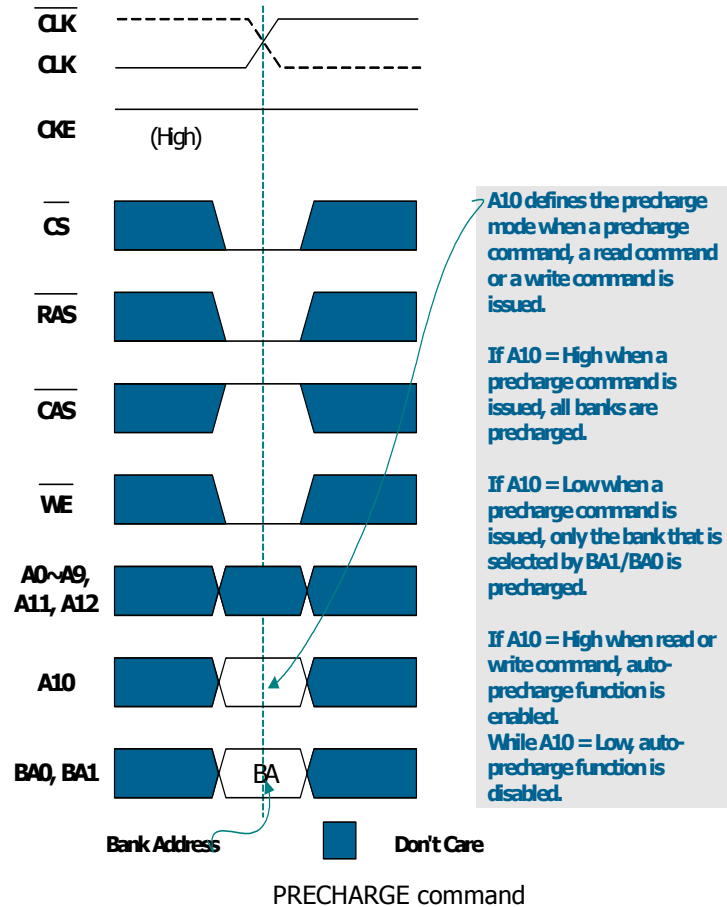 CLK
CLK
CKE
(High)
CS
RAS
CAS
WE
A0~A9,
A11, A12
A10
BA0, BA1
BA
Bank Address
Don't Care
A10 defines the precharge
mode when a precharge
command, a read command
or a write command is
issued.
If A10 = High when a
precharge command is
issued, all banks are
precharged.
If A10 = Low when a
precharge command is
issued, only the bank that is
selected by BA1/BA0 is
precharged.
If A10 = High when read or
write command, auto-
precharge function is
enabled.
While A10 = Low, auto-
precharge function is
disabled.
PRECHARGE command